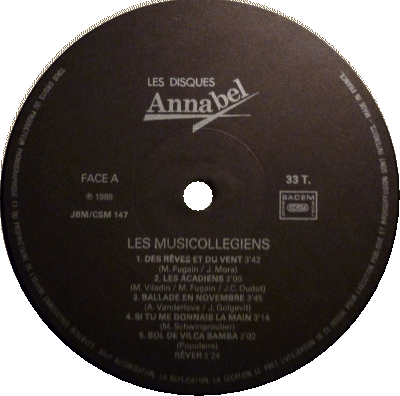 LES DISQUES
Annabel
FACE A
33 T.
℗ 1988
SACEM
JBM/CSM 147
LES MUSICOLLEGIENS
1. DES RÊVES ET DU VENT 3'42
(M. Fugain / J. Mora)
2. LES ACADIENS 3'00
(M. Viladin / M. Fugain / J.C. Oudot)
3. BALLADE EN NOVEMBRE 3'45
(A. Vanderlove / J. Golgevit)
4. SI TU ME DONNAIS LA MAIN 3'14
(M. Schwingrouber)
5. SOL DE VILCA BAMBA 2'02
(Populaire)
RÊVER 5'24